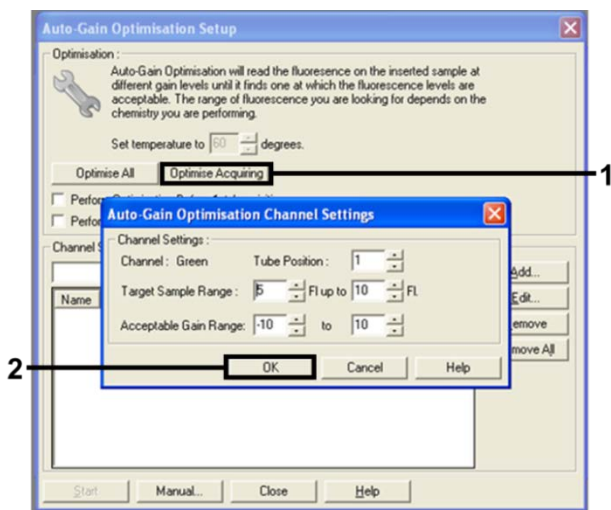 Auto-Gain Optimisation Setup
Optimisation :
Auto-Gain Optimisation will read the fluoresence on the inserted sample at
different gain levels until it finds one at which the fluorescence levels are
acceptable. The range of fluorescence you are looking for depends on the
chemistry you are performing.
Set temperature to 60 degrees.
Optimise All Optimise Acquiring
1
Auto-Gain Optimisation Channel Settings
Channel Settings :
Channel : Green Tube Position : 1
Target Sample Range : 5 Fl up to 10 Fl.
Acceptable Gain Range: -10 to 10
OK Cancel Help
2
Channel
Name
Add...
Edit...
emove
move All
Start Manual... Close Help